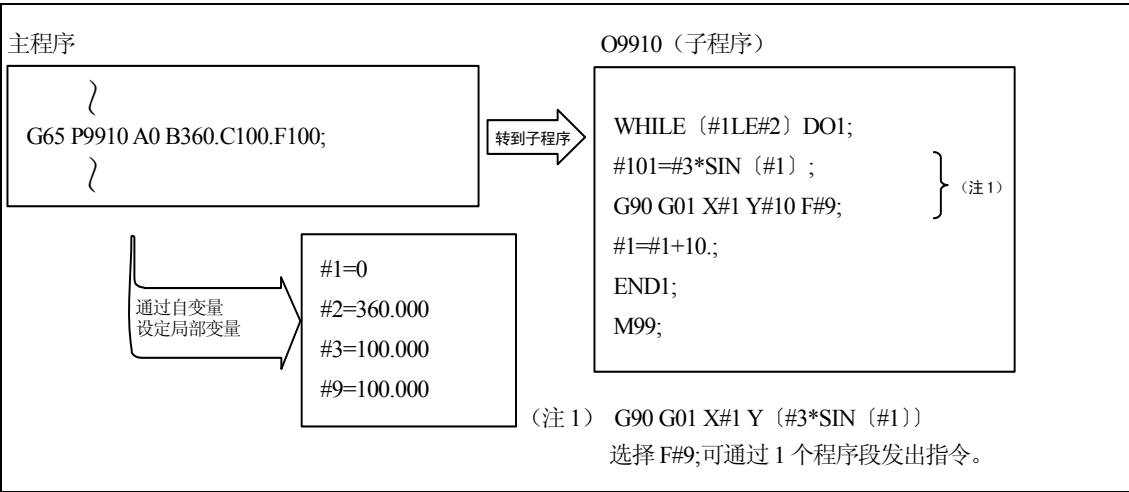 主程序
G65 P9910 A0 B360.C100.F100;
转到子程序
O9910（子程序）
WHILE〔#1LE#2〕DO1;
#101=#3*SIN〔#1〕;
G90 G01 X#1 Y#10 F#9;
#1=#1+10.;
END1;
M99;
（注1）
通过自变量
设定局部变量
#1=0
#2=360.000
#3=100.000
#9=100.000
（注 1） G90 G01 X#1 Y〔#3*SIN〔#1〕〕
选择 F#9;可通过 1 个程序段发出指令。